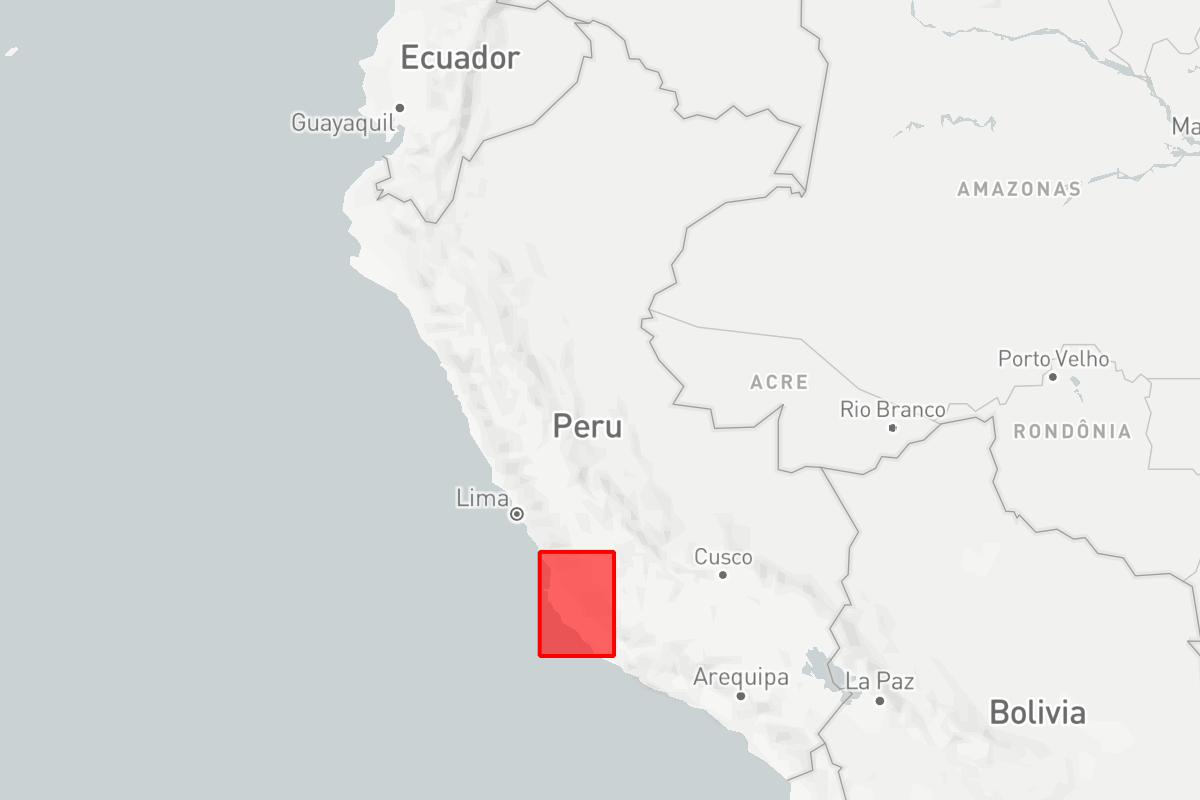 Ecuador
Guayaquil
Ma
AMAZONAS
Porto Velho
ACRE
Rio Branco
Peru
RONDÔNIA
Lima
Cusco
Arequipa
La Paz
Bolivia